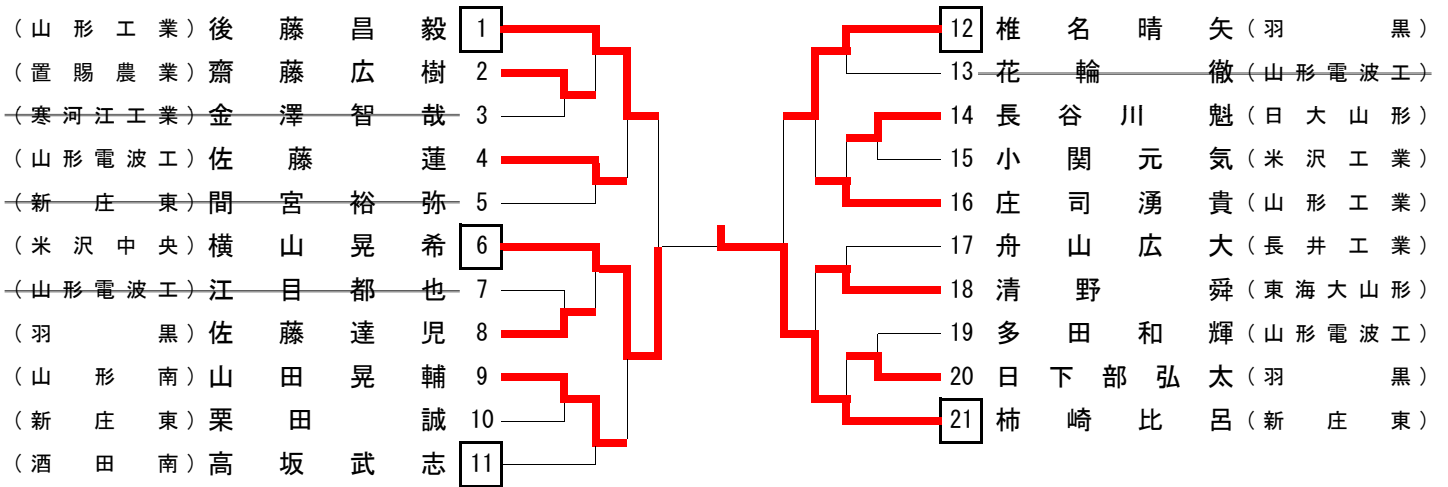 (山形工業) 後藤昌毅 1
(置賜農業) 齋藤広樹 2
(寒河江工業) 金澤智哉 3
(山形電波工) 佐藤蓮 4
(新庄東) 間宮裕弥 5
(米沢中央) 横山晃希 6
(山形電波工) 江目都也 7
(羽黒) 佐藤達児 8
(山形南) 山田晃輔 9
(新庄東) 栗田誠 10
(酒田南) 高坂武志 11
12 椎名晴矢 (羽黒)
13 花輪徹 (山形電波工)
14 長谷川魁 (日大山形)
15 小関元気 (米沢工業)
16 庄司湧貴 (山形工業)
17 舟山広大 (長井工業)
18 清野舜 (東海大山形)
19 多田和輝 (山形電波工)
20 日下部弘太 (羽黒)
21 柿崎比呂 (新庄東)